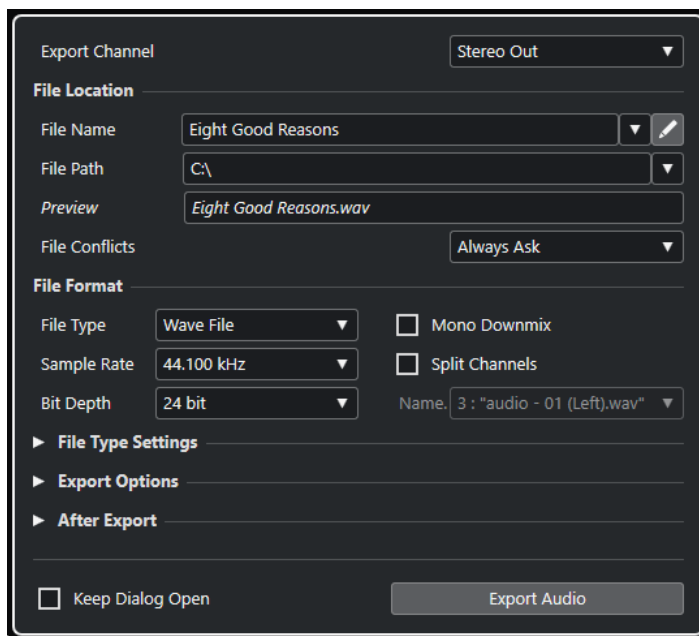 Export Channel Stereo Out
File Location
File Name Eight Good Reasons
File Path C:\
Preview Eight Good Reasons.wav
File Conflicts Always Ask
File Format
File Type Wave File Mono Downmix
Sample Rate 44.100 kHz Split Channels
Bit Depth 24 bit Name. 3 : "audio - 01 (Left).wav"
File Type Settings
Export Options
After Export
Keep Dialog Open Export Audio